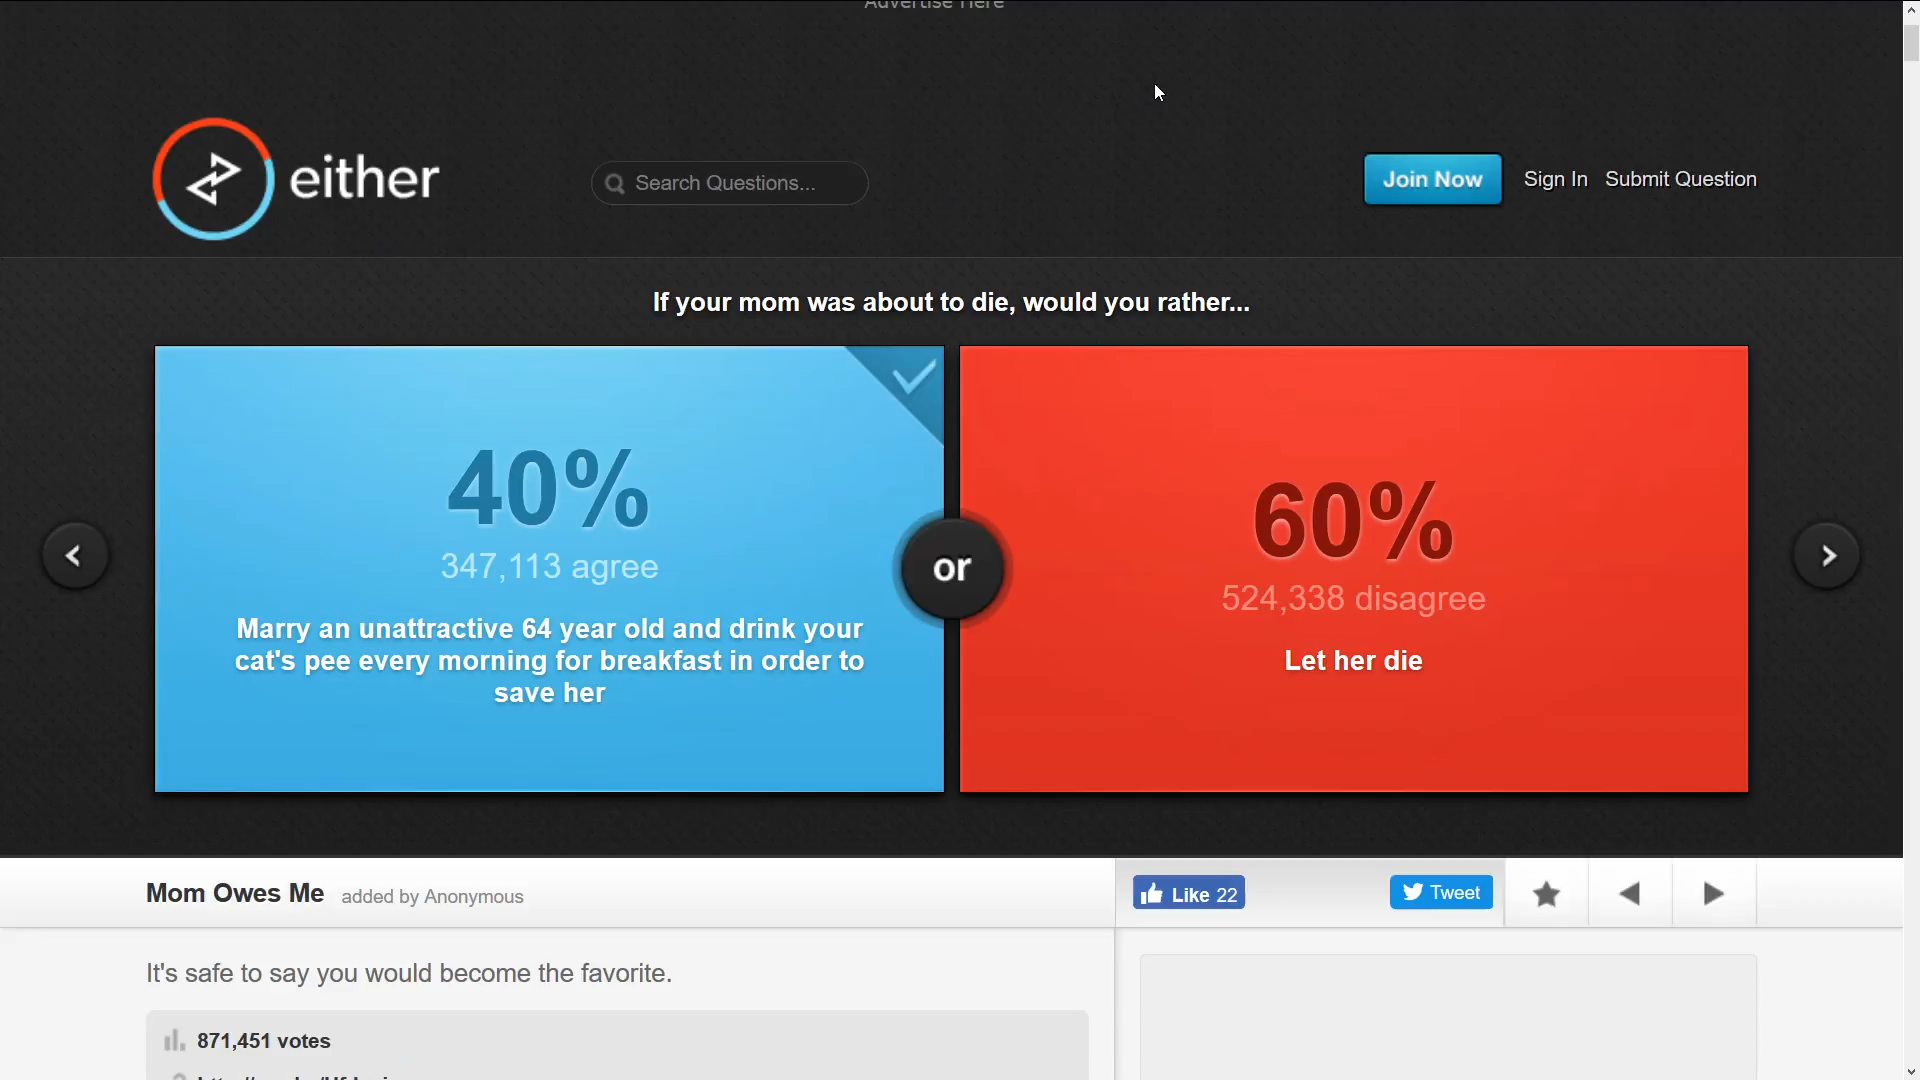 Advertise Here
either
Search Questions...
Join Now
Sign In
Submit Question
If your mom was about to die, would you rather...
40%
347,113 agree
Marry an unattractive 64 year old and drink your
cat's pee every morning for breakfast in order to
save her
or
60%
524,338 disagree
Let her die
Mom Owes Me
added by Anonymous
Like 22
Tweet
It's safe to say you would become the favorite.
871,451 votes